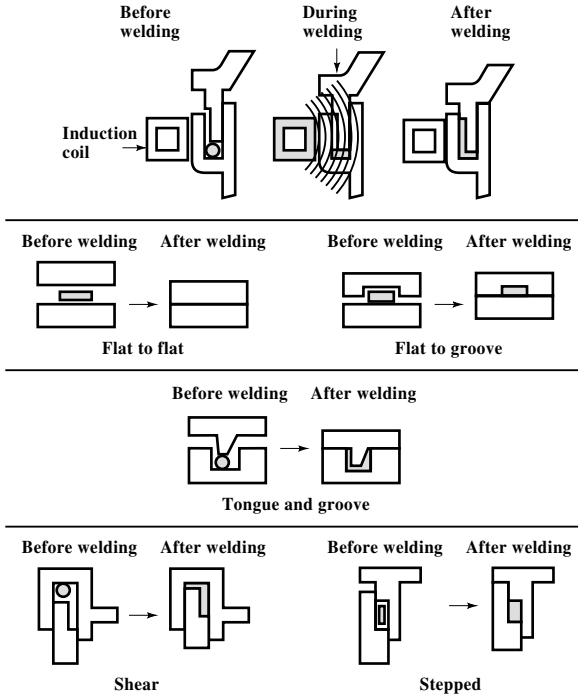 Before
welding
During
welding
After
welding
Induction
coil
Before welding After welding
Before welding After welding
Flat to flat
Flat to groove
Before welding After welding
Tongue and groove
Before welding After welding
Before welding After welding
Shear
Stepped